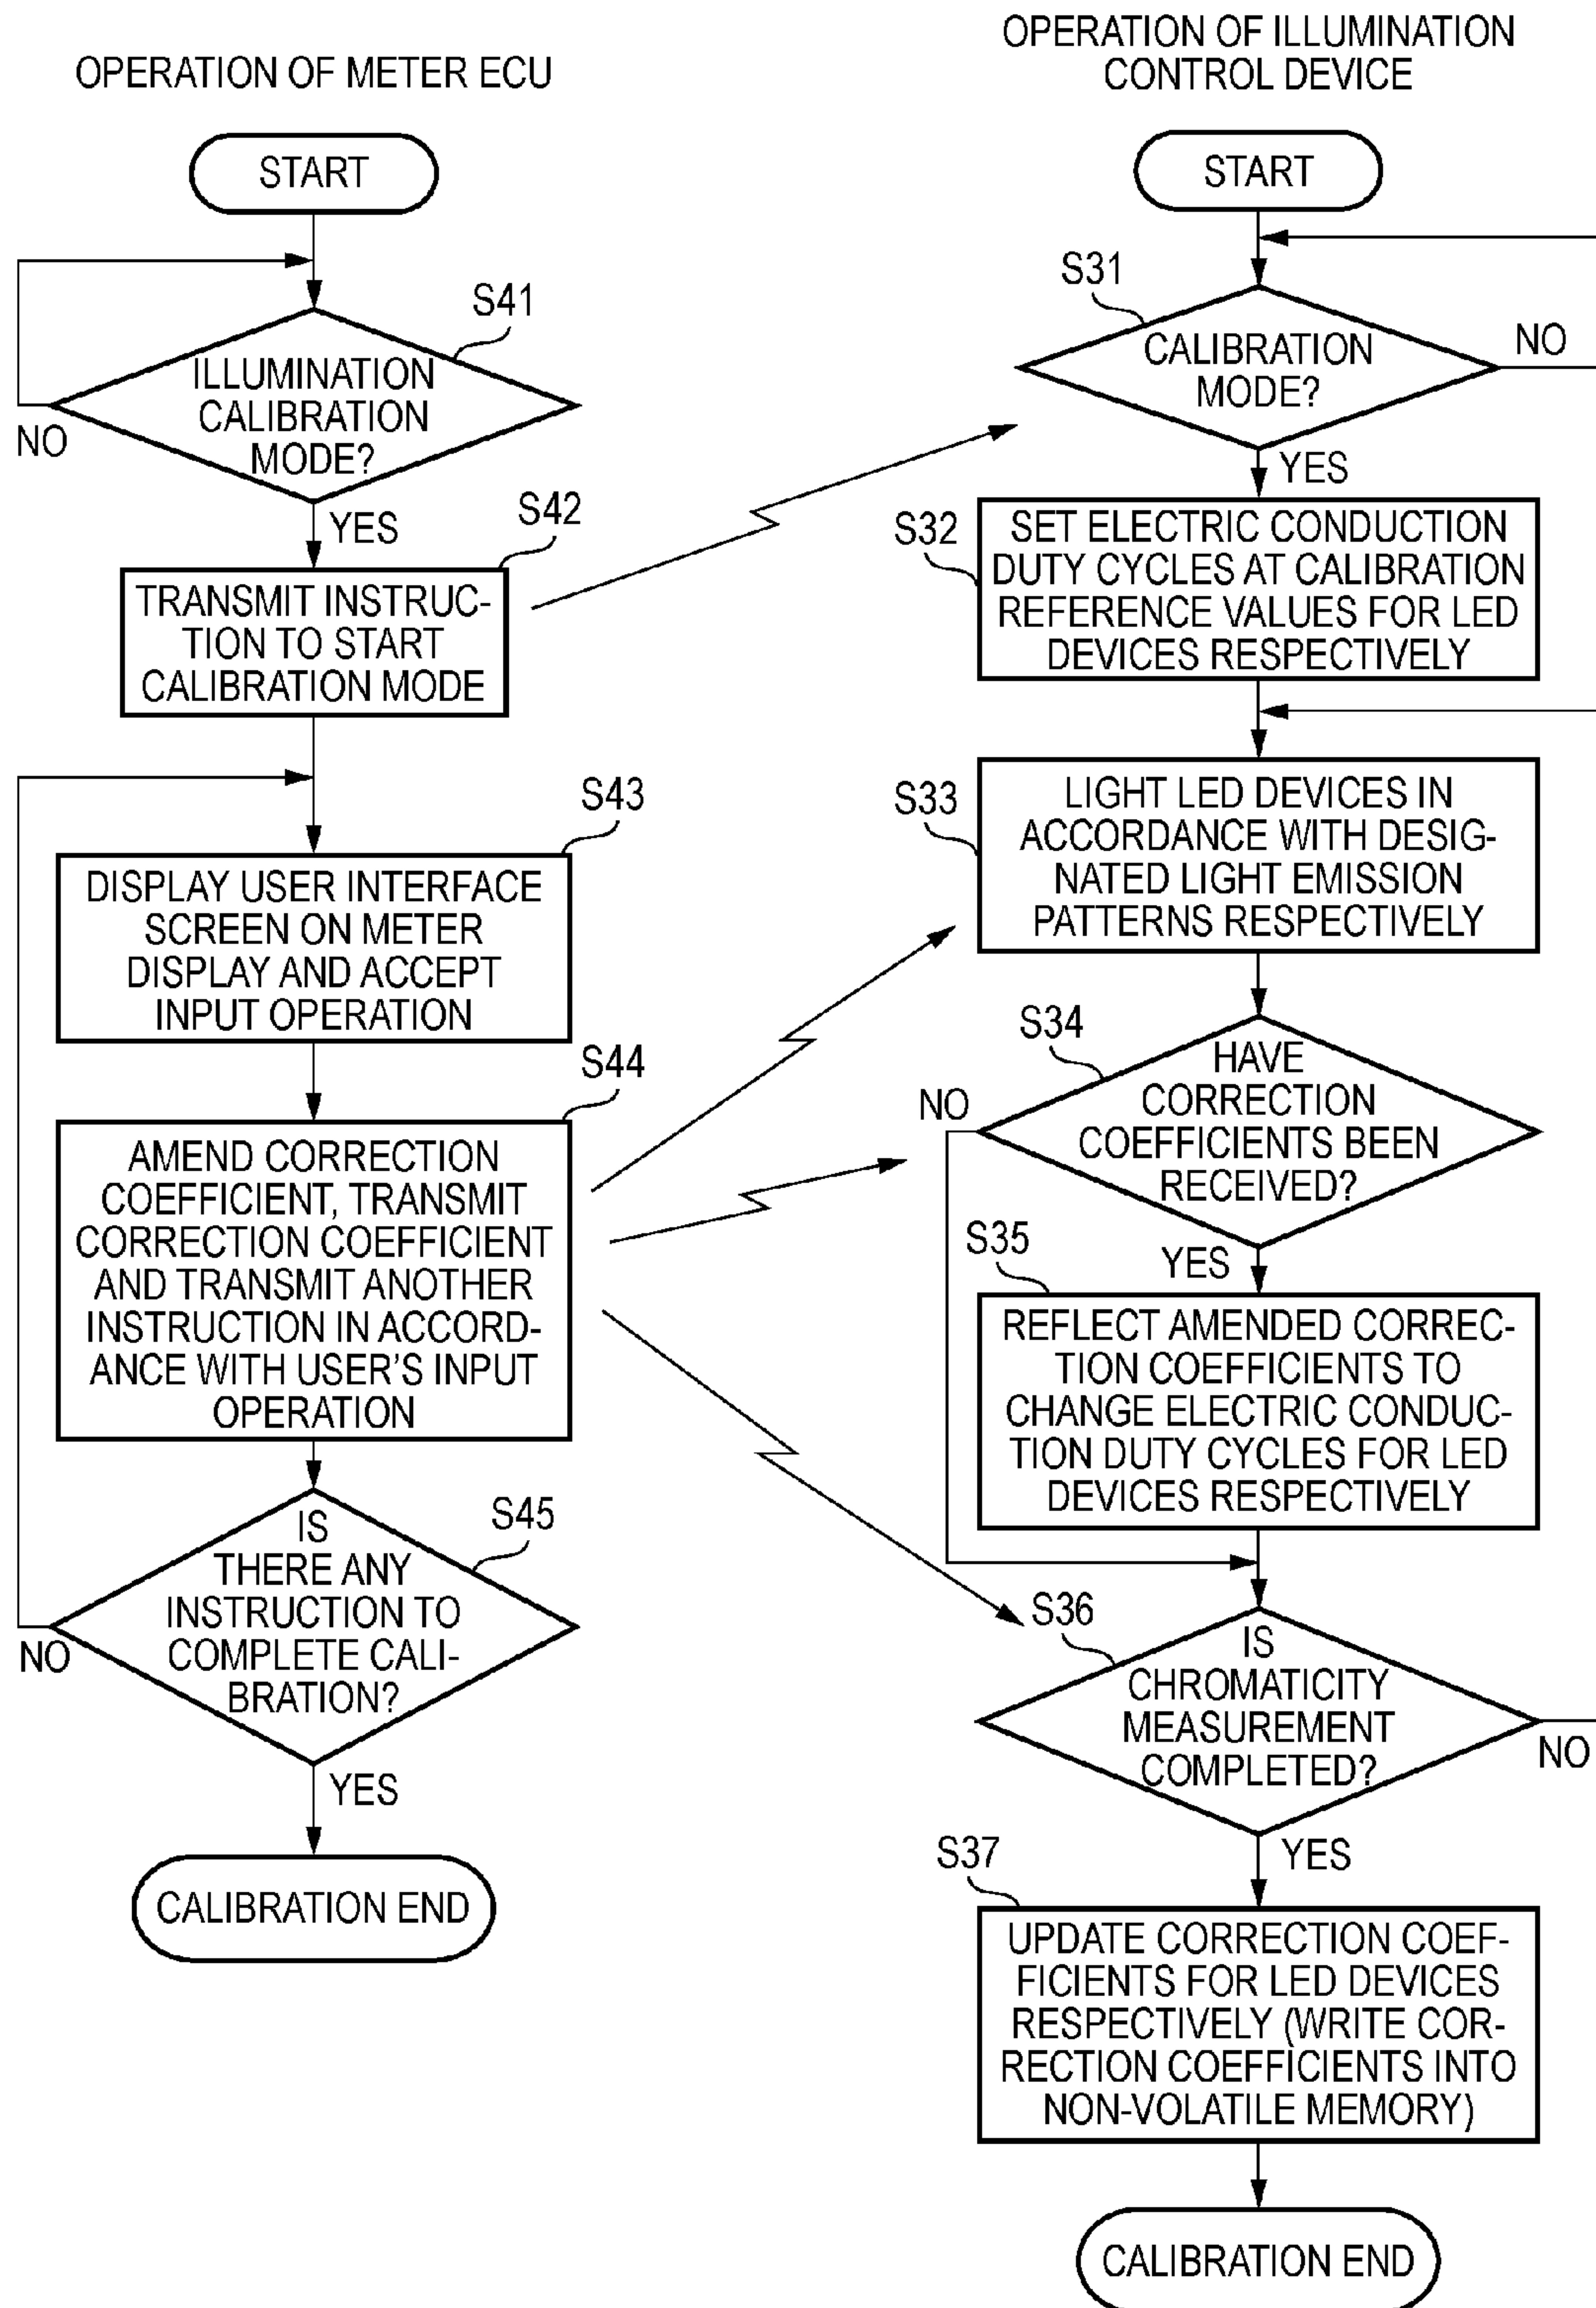 OPERATION OF METER ECU
START
S41
ILLUMINATION
CALIBRATION
MODE?
NO
YES
S42
TRANSMIT INSTRUC-
TION TO START
CALIBRATION MODE
S43
DISPLAY USER INTERFACE
SCREEN ON METER
DISPLAY AND ACCEPT
INPUT OPERATION
S44
AMEND CORRECTION
COEFFICIENT, TRANSMIT
CORRECTION COEFFICIENT
AND TRANSMIT ANOTHER
INSTRUCTION IN ACCORD-
ANCE WITH USER'S INPUT
OPERATION
S45
IS
THERE ANY
INSTRUCTION TO
COMPLETE CALI-
BRATION?
NO
YES
CALIBRATION END
OPERATION OF ILLUMINATION
CONTROL DEVICE
START
S31
CALIBRATION
MODE?
NO
YES
S32
SET ELECTRIC CONDUCTION
DUTY CYCLES AT CALIBRATION
REFERENCE VALUES FOR LED
DEVICES RESPECTIVELY
S33
LIGHT LED DEVICES IN
ACCORDANCE WITH DESIG-
NATED LIGHT EMISSION
PATTERNS RESPECTIVELY
S34
HAVE
CORRECTION
COEFFICIENTS BEEN
RECEIVED?
NO
YES
S35
REFLECT AMENDED CORREC-
TION COEFFICIENTS TO
CHANGE ELECTRIC CONDUC-
TION DUTY CYCLES FOR LED
DEVICES RESPECTIVELY
S36
IS
CHROMATICITY
MEASUREMENT
COMPLETED?
NO
YES
S37
UPDATE CORRECTION COEF-
FICIENTS FOR LED DEVICES
RESPECTIVELY (WRITE COR-
RECTION COEFFICIENTS INTO
NON-VOLATILE MEMORY)
CALIBRATION END